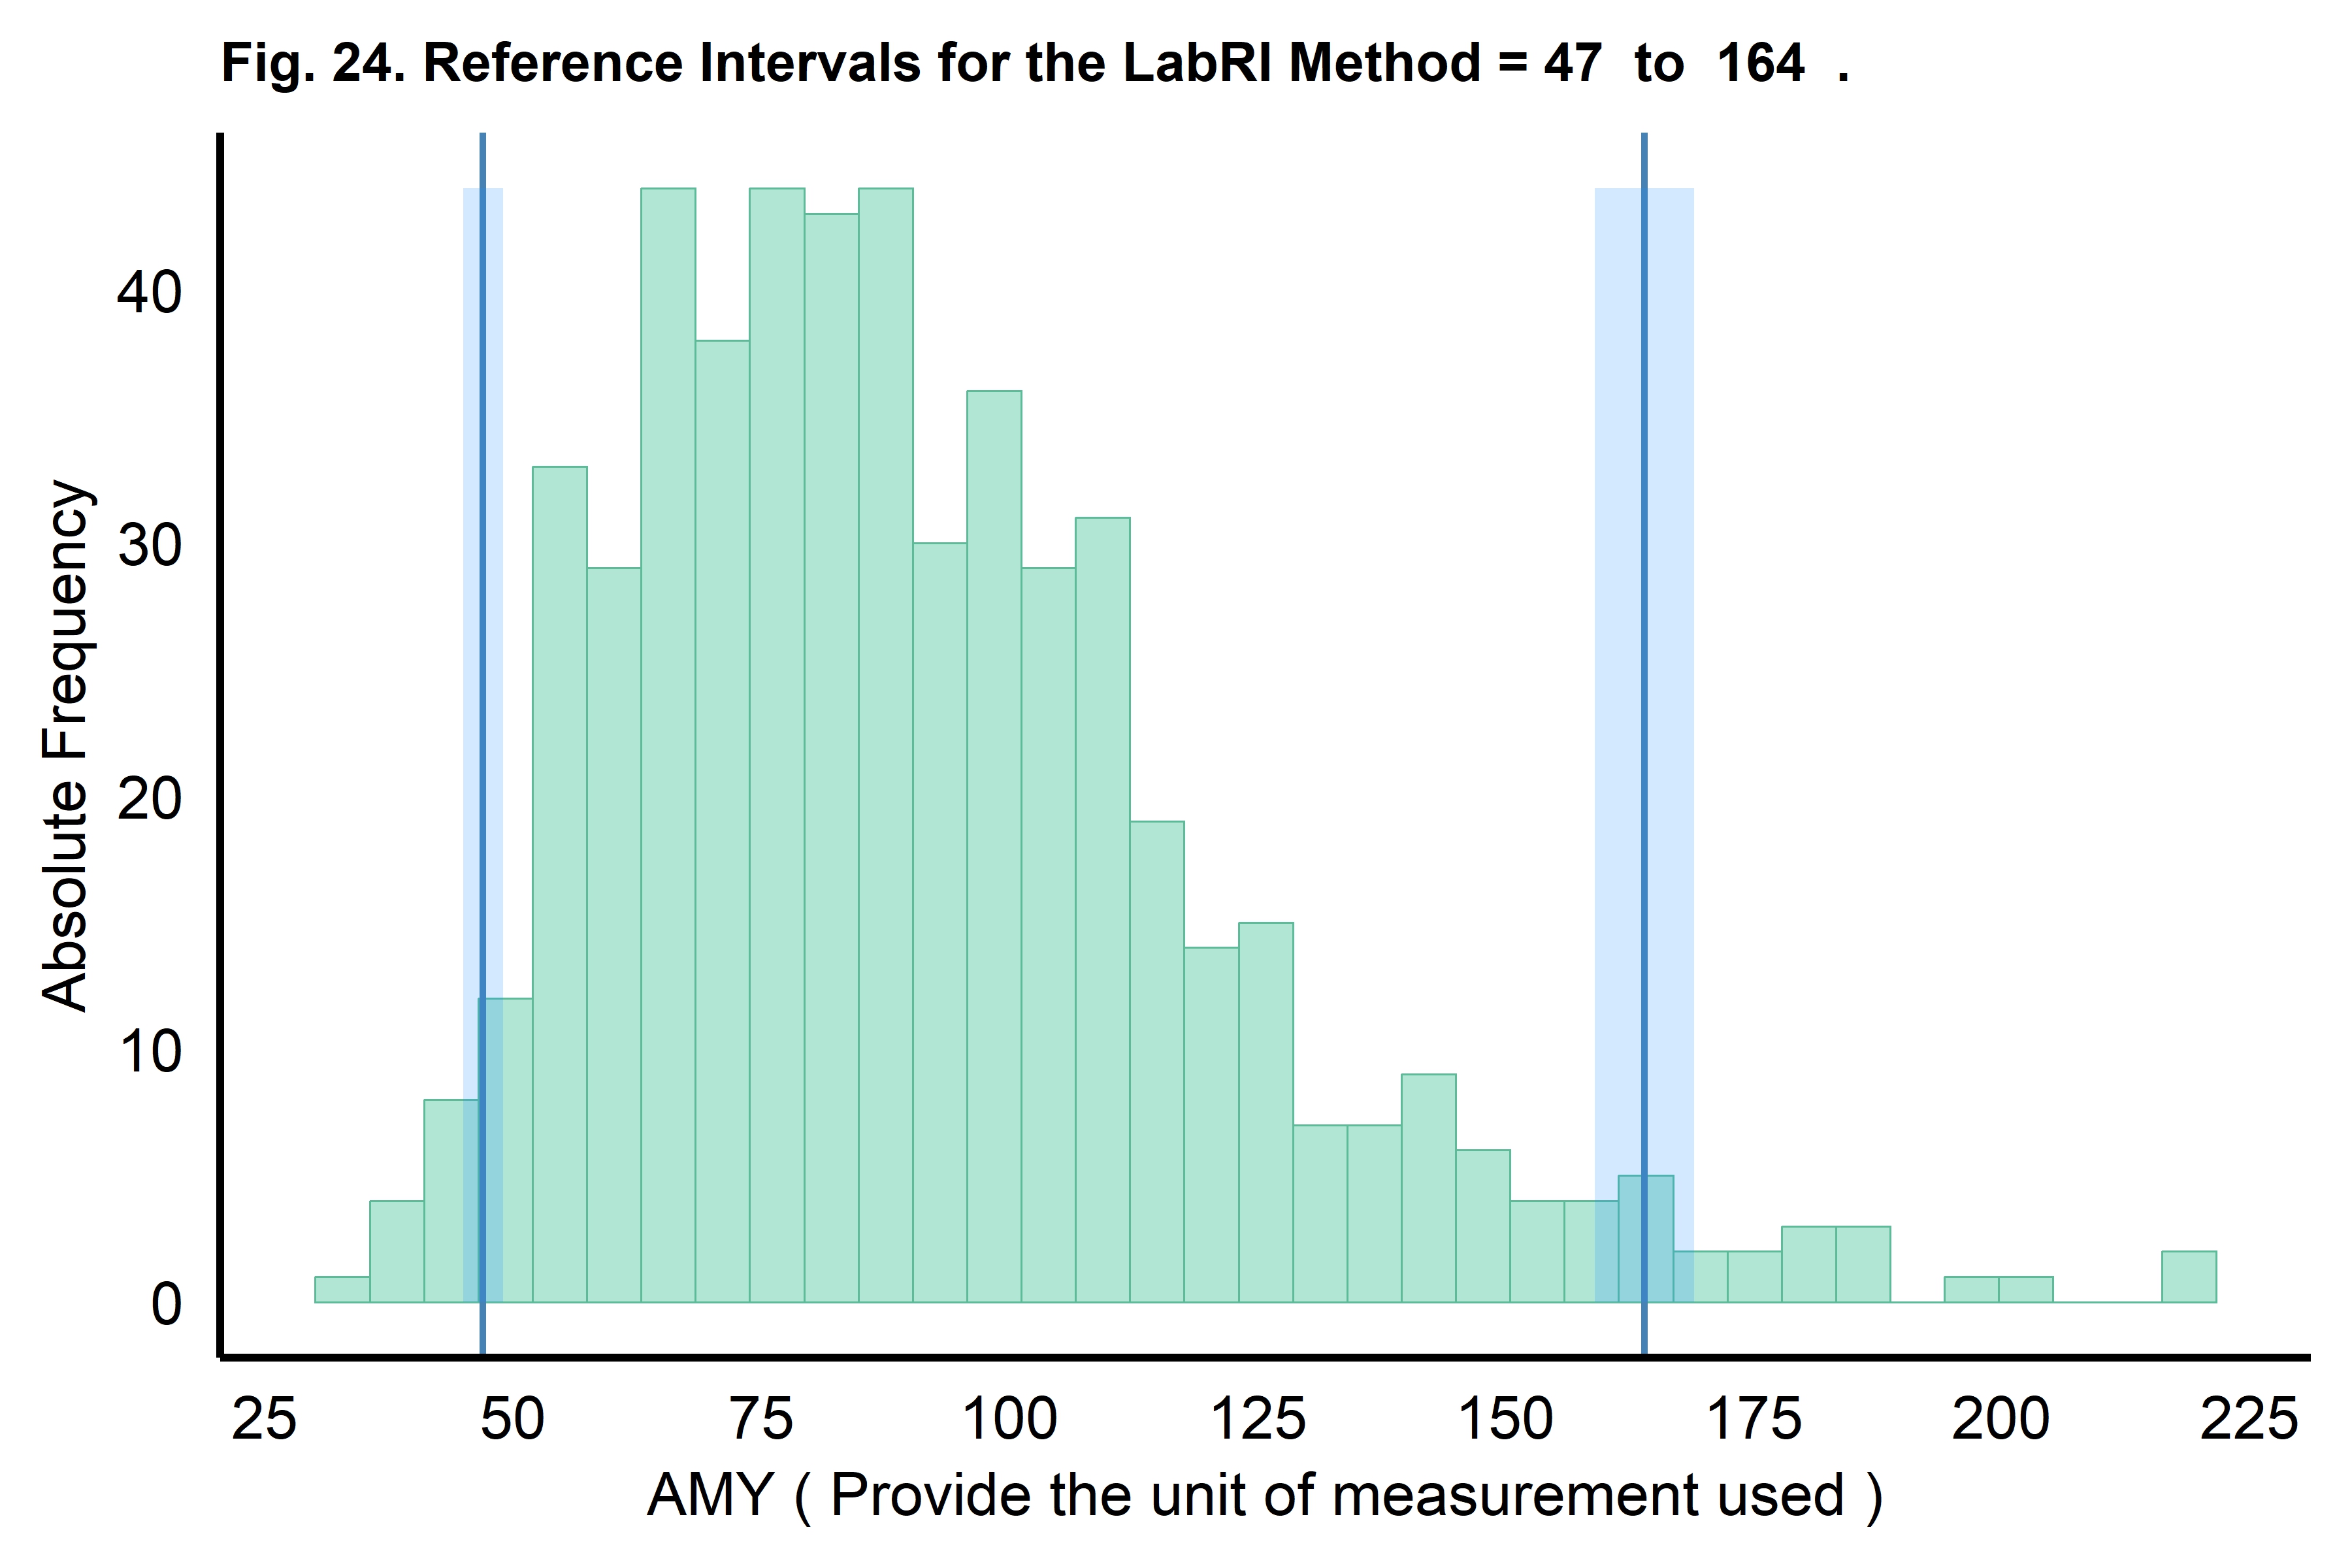 Fig. 24. Reference Intervals for the LabRI Method = 47 to 164 .
Absolute Frequency
40
30
20
10
0
25 50 75 100 125 150 175 200 225
AMY ( Provide the unit of measurement used )